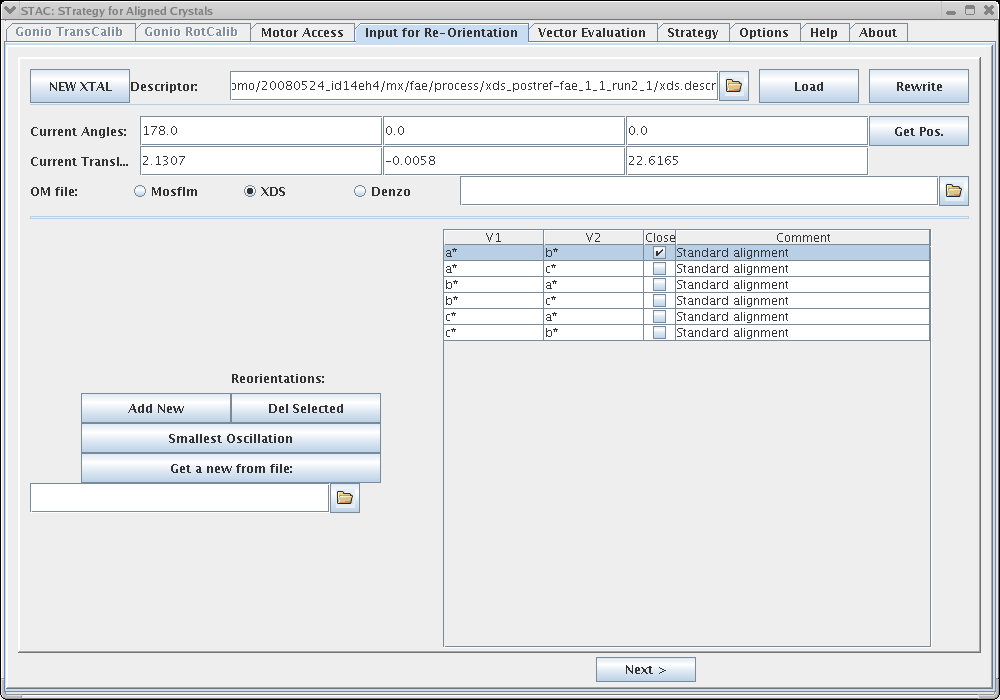 STAC: STrategy for Aligned Crystals
Gonio TransCalib Gonio RotCalib Motor Access Input for Re-Orientation Vector Evaluation Strategy Options Help About
NEW XTAL Descriptor: omo/20080524_id14eh4/mx/fae/process/xds_postref-fae_1_1_run2_1/xds.descr Load Rewrite
Current Angles: 178.0 0.0 0.0 Get Pos.
Current Transl... 2.1307 -0.0058 22.6165
OM file: Mosflm XDS Denzo
V1 V2 Close Comment
a* b* Standard alignment
a* c* Standard alignment
b* a* Standard alignment
b* c* Standard alignment
c* a* Standard alignment
c* b* Standard alignment
Reorientations:
Add New Del Selected
Smallest Oscillation
Get a new from file:
Next >